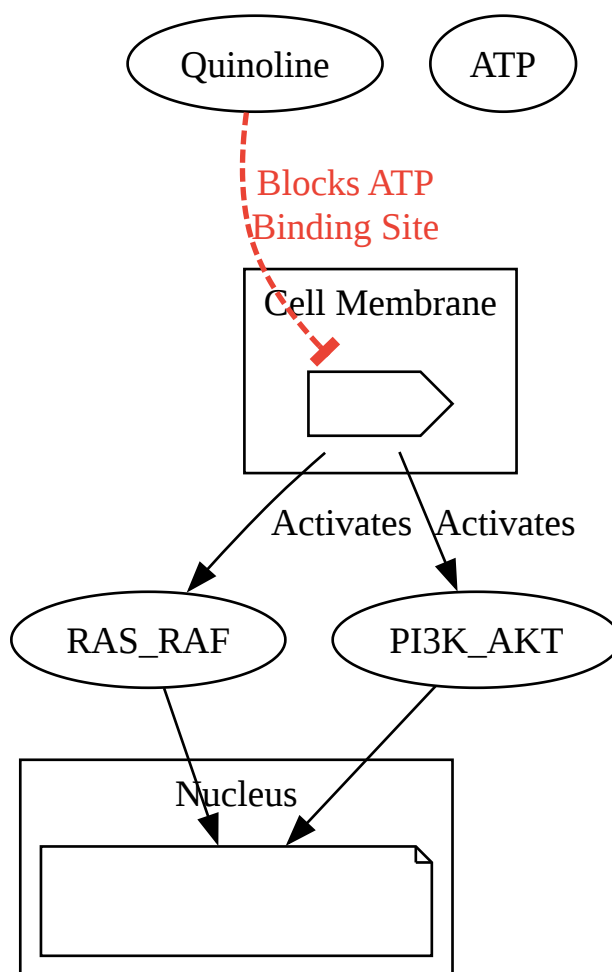 Quinoline
ATP
Blocks ATP
Binding Site
Cell Membrane
Activates
Activates
RAS_RAF
PI3K_AKT
Nucleus